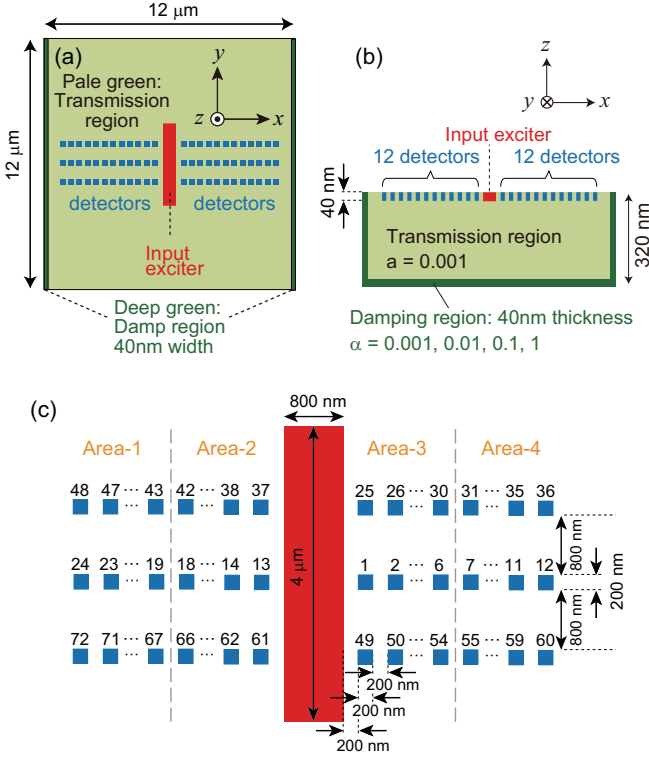 12 μm
(a)
y
Pale green:
Transmission
region
z
x
12 μm
detectors
detectors
Input
exciter
Deep green:
Damp region
40nm width
(b)
z
y
x
Input exciter
12 detectors
12 detectors
40 nm
Transmission region
a = 0.001
320 nm
Damping region: 40nm thickness
α = 0.001, 0.01, 0.1, 1
(c)
800 nm
Area-1
Area-2
Area-3
Area-4
48 47 ··· 43 42 ··· 38 37
25 26 ··· 30 31 ··· 35 36
24 23 ··· 19 18 ··· 14 13
1 2 ··· 6 7 ··· 11 12
72 71 ··· 67 66 ··· 62 61
49 50 ··· 54 55 ··· 59 60
4 μm
800 nm
200 nm
800 nm
200 nm
200 nm
200 nm